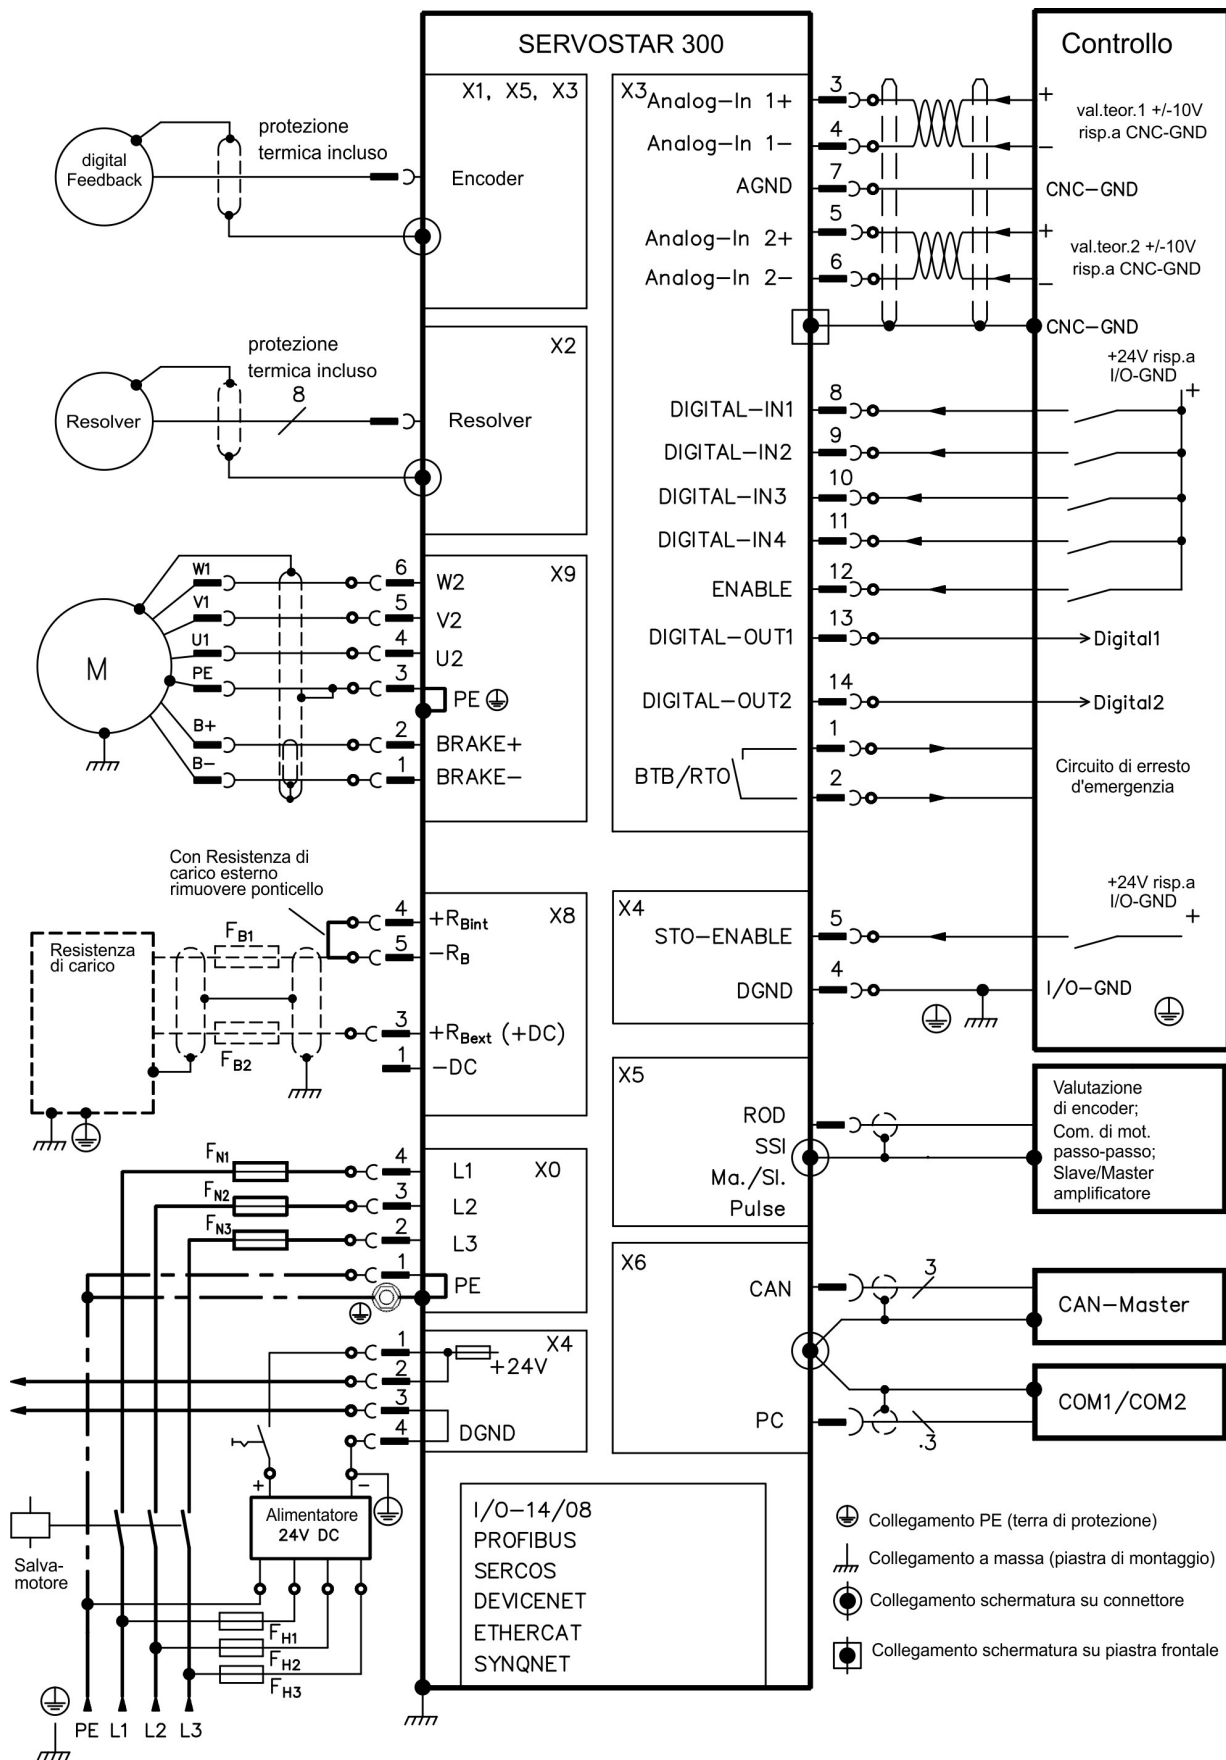 SERVOSTAR 300
Controllo
X1, X5, X3
digital
Feedback
protezione
termica incluso
Encoder
X2
Resolver
protezione
termica incluso
8
Resolver
X9
M
W1
6
W2
V1
5
V2
U1
4
U2
PE
3
PE
B+
2
BRAKE+
B-
1
BRAKE-
Con Resistenza di
carico esterno
rimuovere ponticello
X8
Resistenza
di carico
FB1
4
+RBint
5
-RB
FB2
3
+RBext (+DC)
1
-DC
X0
FN1
4
L1
FN2
3
L2
FN3
2
L3
1
PE
X4
1
+24V
2
3
4
DGND
+
-
Alimentatore
24V DC
Salva-
motore
FH1
FH2
FH3
PE L1 L2 L3
X3
Analog-In 1+
3
+
val.teor.1 +/-10V
risp.a CNC-GND
Analog-In 1-
4
-
AGND
7
CNC-GND
Analog-In 2+
5
+
val.teor.2 +/-10V
risp.a CNC-GND
Analog-In 2-
6
-
CNC-GND
+24V risp.a
I/O-GND
+
DIGITAL-IN1
8
DIGITAL-IN2
9
DIGITAL-IN3
10
DIGITAL-IN4
11
ENABLE
12
DIGITAL-OUT1
13
Digital1
DIGITAL-OUT2
14
Digital2
BTB/RTO
1
2
Circuito di erresto
d'emergenzia
X4
+24V risp.a
I/O-GND
+
STO-ENABLE
5
DGND
4
I/O-GND
X5
ROD
SSI
Ma./Sl.
Pulse
Valutazione
di encoder;
Com. di mot.
passo-passo;
Slave/Master
amplificatore
X6
CAN
3
CAN-Master
PC
.3
COM1/COM2
I/O-14/08
PROFIBUS
SERCOS
DEVICENET
ETHERCAT
SYNQNET
Collegamento PE (terra di protezione)
Collegamento a massa (piastra di montaggio)
Collegamento schermatura su connettore
Collegamento schermatura su piastra frontale